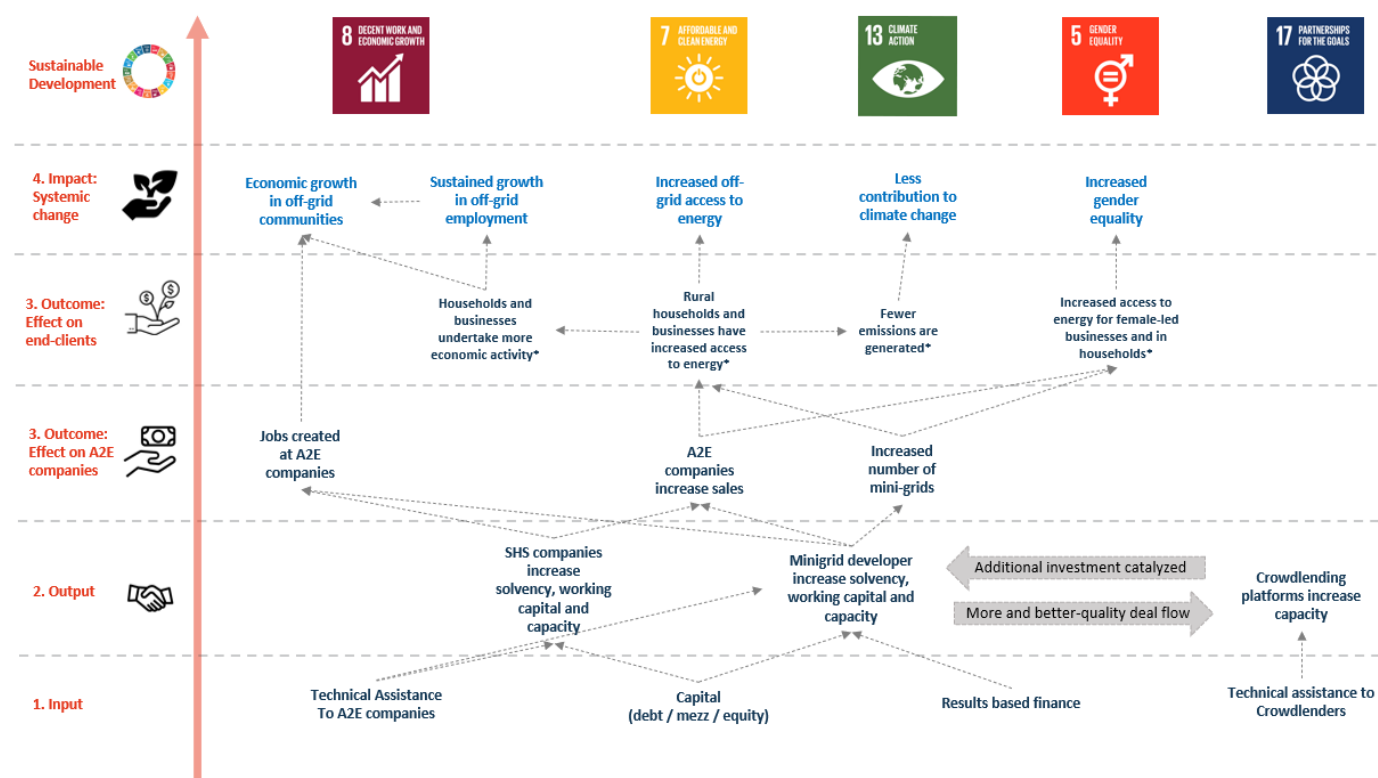 Sustainable
Development
8 DECENT WORK AND
ECONOMIC GROWTH
7 AFFORDABLE AND
CLEAN ENERGY
13 CLIMATE
ACTION
5 GENDER
EQUALITY
17 PARTNERSHIPS
FOR THE GOALS
4. Impact:
Systemic
change
Economic growth
in off-grid
communities
Sustained growth
in off-grid
employment
Increased off-
grid access to
energy
Less
contribution to
climate change
Increased
gender
equality
3. Outcome:
Effect on
end-clients
Households and
businesses
undertake more
economic activity*
Rural
households and
businesses have
increased access
to energy*
Fewer
emissions are
generated*
Increased access to
energy for female-led
businesses and in
households*
3. Outcome:
Effect on A2E
companies
Jobs created
at A2E
companies
A2E
companies
increase sales
Increased
number of
mini-grids
2. Output
SHS companies
increase
solvency, working
capital and
capacity
Minigrid developer
increase solvency,
working capital and
capacity
Additional investment catalyzed
More and better-quality deal flow
Crowdlending
platforms increase
capacity
1. Input
Technical Assistance
To A2E companies
Capital
(debt / mezz / equity)
Results based finance
Technical assistance to
Crowdlenders